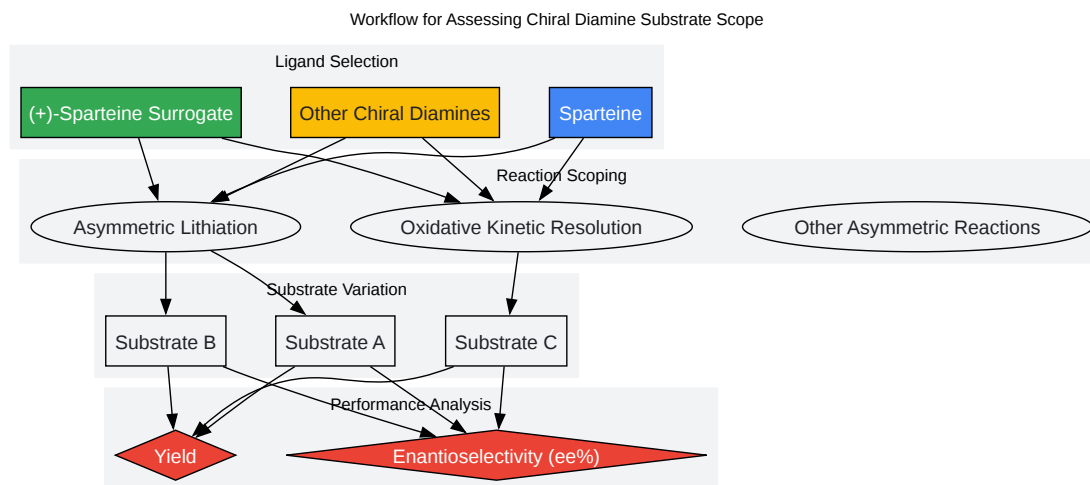 Workflow for Assessing Chiral Diamine Substrate Scope
Ligand Selection
(+)-Sparteine Surrogate
Other Chiral Diamines
Sparteine
Reaction Scoping
Asymmetric Lithiation
Oxidative Kinetic Resolution
Other Asymmetric Reactions
Substrate Variation
Substrate B
Substrate A
Substrate C
Performance Analysis
Yield
Enantioselectivity (ee%)